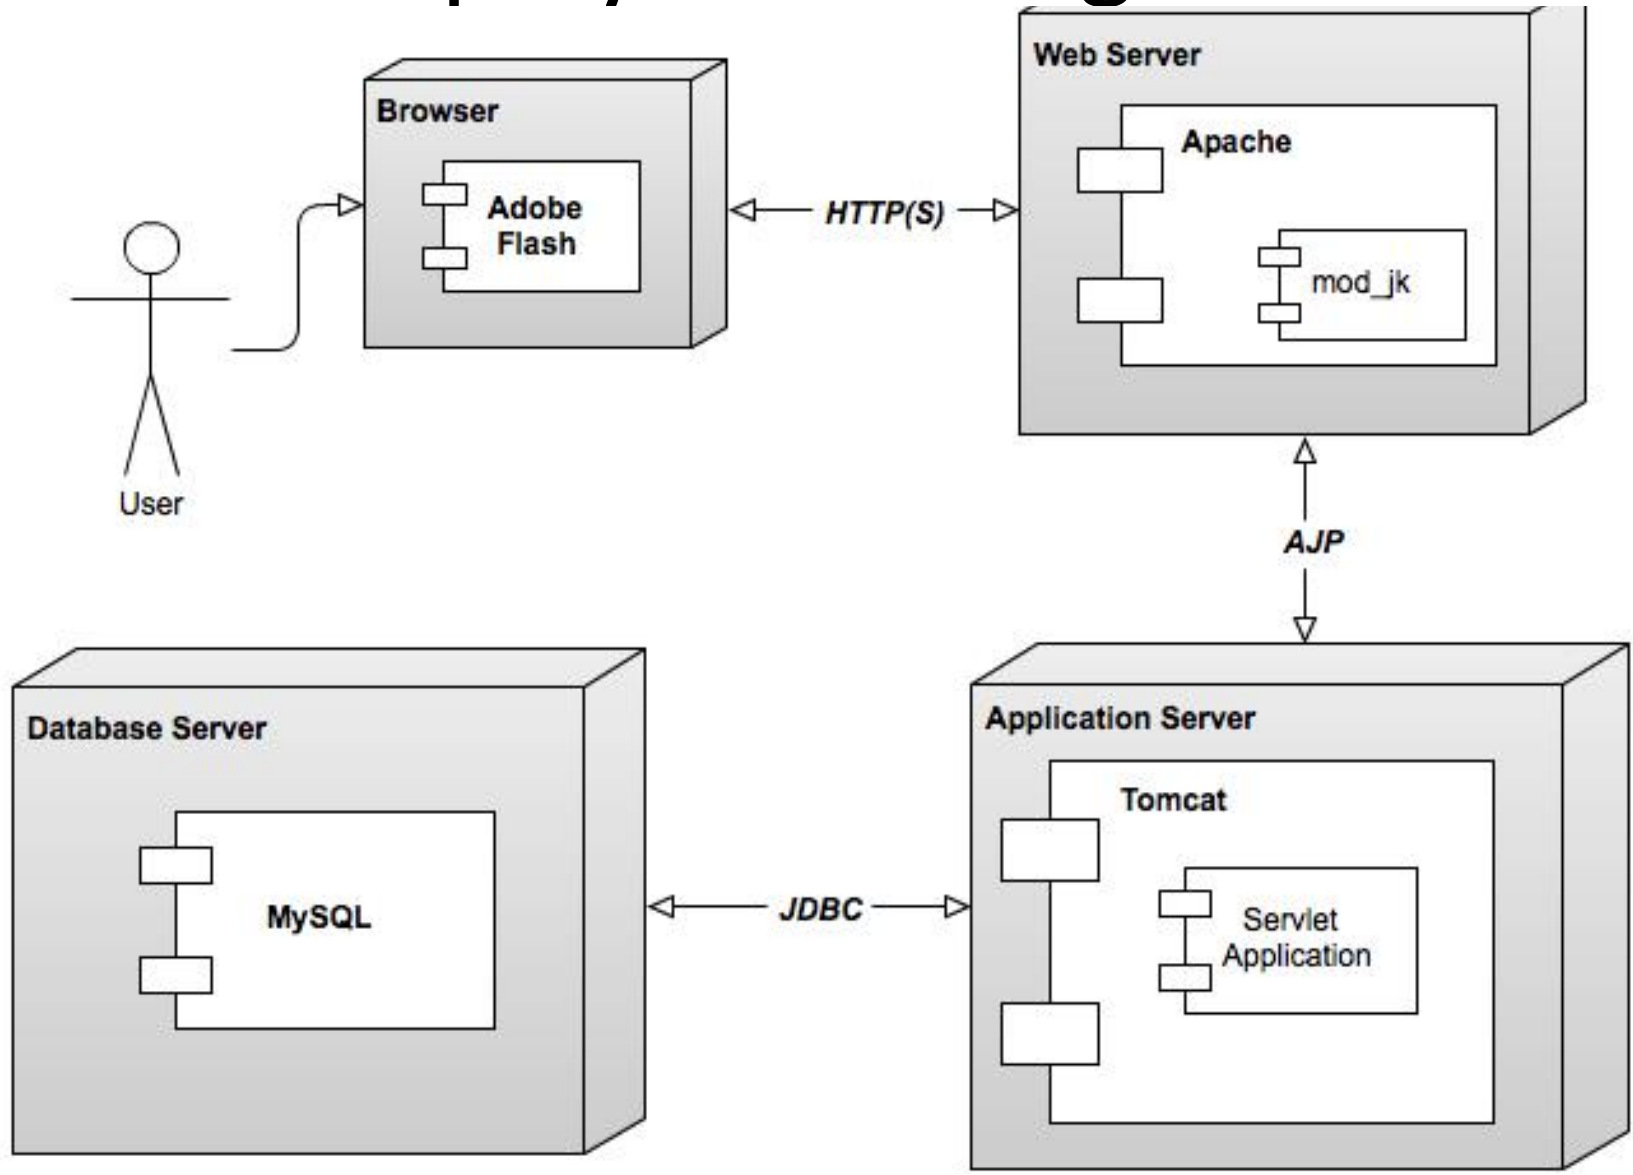 Browser
Adobe
Flash
HTTP(S)
Web Server
Apache
mod_jk
User
AJP
Database Server
MySQL
JDBC
Application Server
Tomcat
Servlet
Application